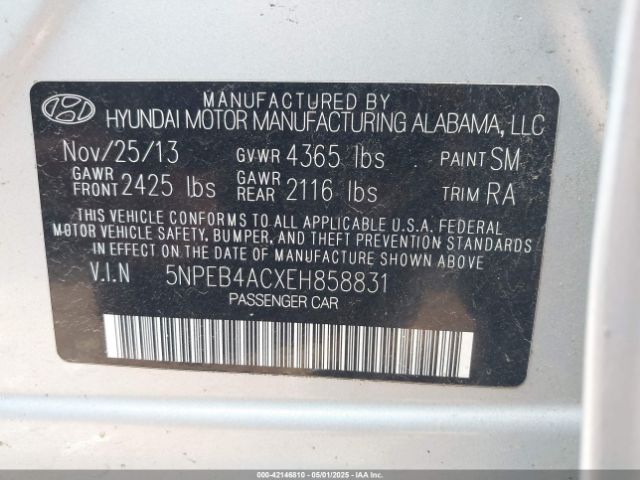 MANUFACTURED BY
HYUNDAI MOTOR MANUFACTURING ALABAMA, LLC
Nov/25/13 GVWR 4365 lbs PAINT SM
GAWR FRONT 2425 lbs GAWR REAR 2116 lbs TRIM RA
THIS VEHICLE CONFORMS TO ALL APPLICABLE U.S.A. FEDERAL
MOTOR VEHICLE SAFETY, BUMPER, AND THEFT PREVENTION STANDARDS
IN EFFECT ON THE DATE OF MANUFACTURE SHOWN ABOVE.
V.I.N 5NPEB4ACXEH858831
PASSENGER CAR
000-42146810 - 05/01/2025 - IAAI.COM